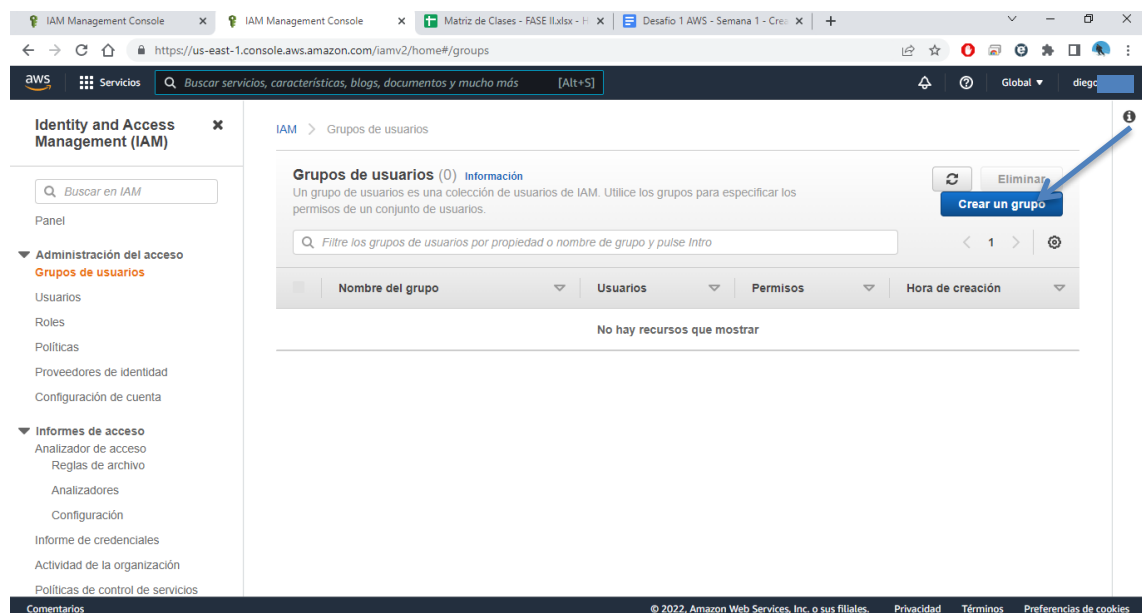 IAM Management Console
IAM Management Console
Matriz de Clases - FASE II.xlsx - H
Desafio 1 AWS - Semana 1 - Crea
https://us-east-1.console.aws.amazon.com/iamv2/home#/groups
aws
Servicios
Buscar servicios, características, blogs, documentos y mucho más [Alt+S]
Global
diego
Identity and Access
Management (IAM)
Buscar en IAM
Panel
Administración del acceso
Grupos de usuarios
Usuarios
Roles
Políticas
Proveedores de identidad
Configuración de cuenta
Informes de acceso
Analizador de acceso
Reglas de archivo
Analizadores
Configuración
Informe de credenciales
Actividad de la organización
Políticas de control de servicios
IAM > Grupos de usuarios
Grupos de usuarios (0) Información
Un grupo de usuarios es una colección de usuarios de IAM. Utilice los grupos para especificar los
permisos de un conjunto de usuarios.
Eliminar
Crear un grupo
Filtre los grupos de usuarios por propiedad o nombre de grupo y pulse Intro
< 1 >
Nombre del grupo Usuarios Permisos Hora de creación
No hay recursos que mostrar
Comentarios
© 2022, Amazon Web Services, Inc. o sus filiales. Privacidad Términos Preferencias de cookies